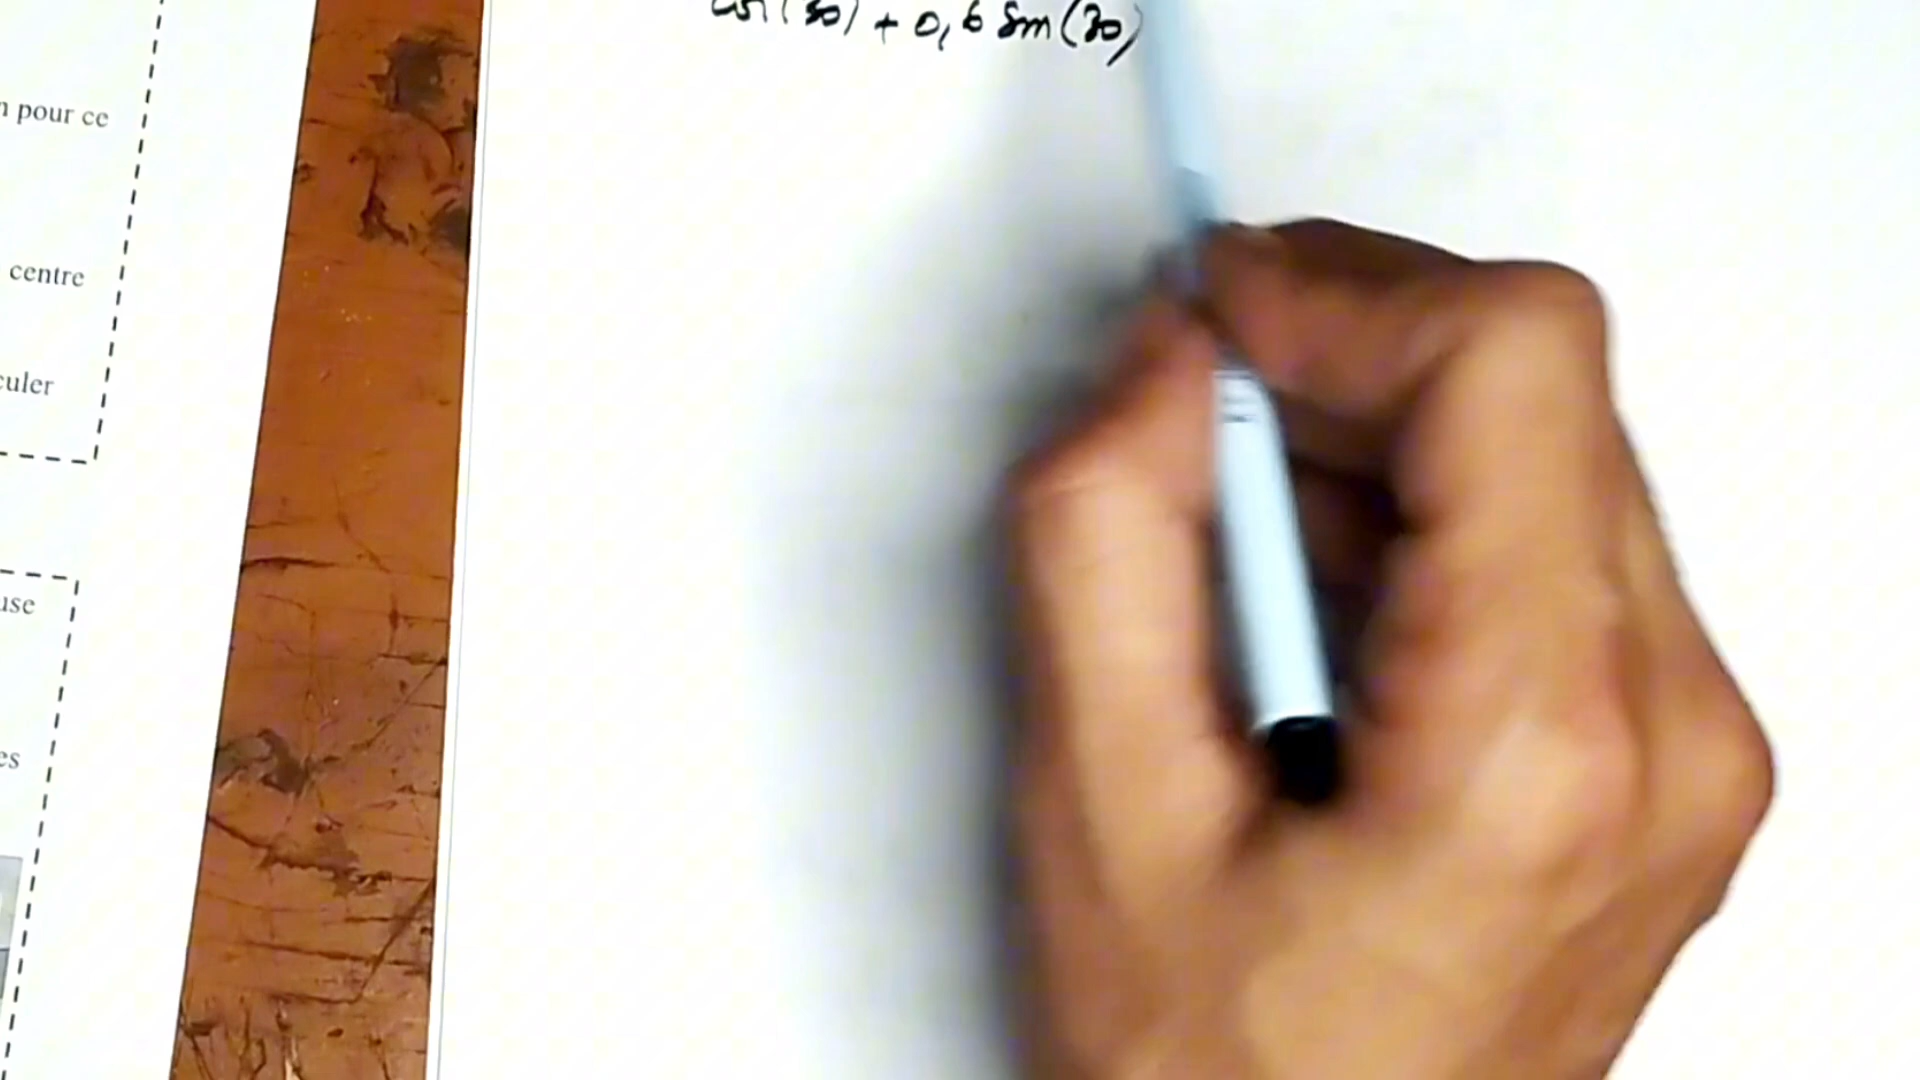 cos(30) + 0,6 sin(30)
n pour ce
centre
culer
use
es